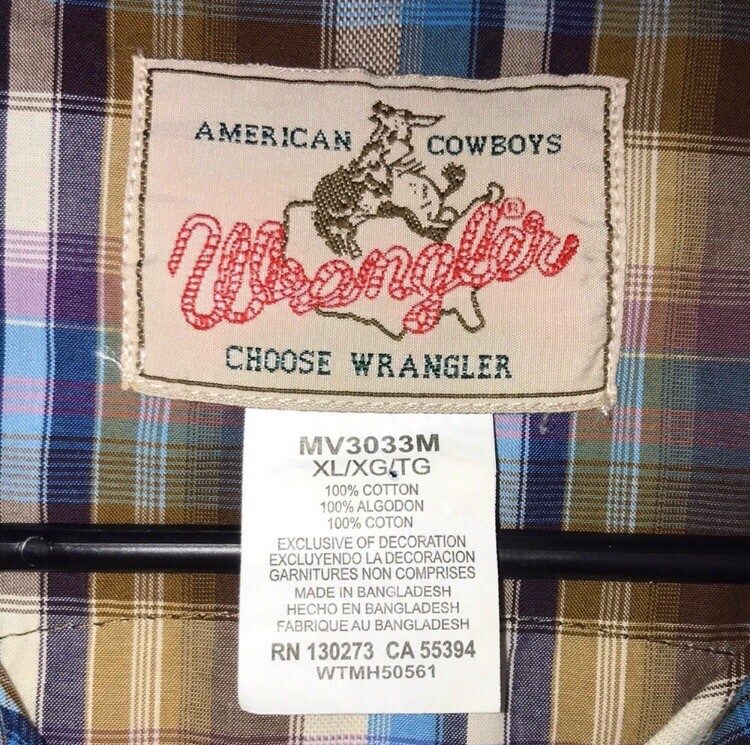 AMERICAN COWBOYS
Wrangler®
CHOOSE WRANGLER
MV3033M
XL/XG/TG
100% COTTON
100% ALGODON
100% COTON
EXCLUSIVE OF DECORATION
EXCLUYENDO LA DECORACION
GARNITURES NON COMPRISES
MADE IN BANGLADESH
HECHO EN BANGLADESH
FABRIQUE AU BANGLADESH
RN 130273 CA 55394
WTMH50561